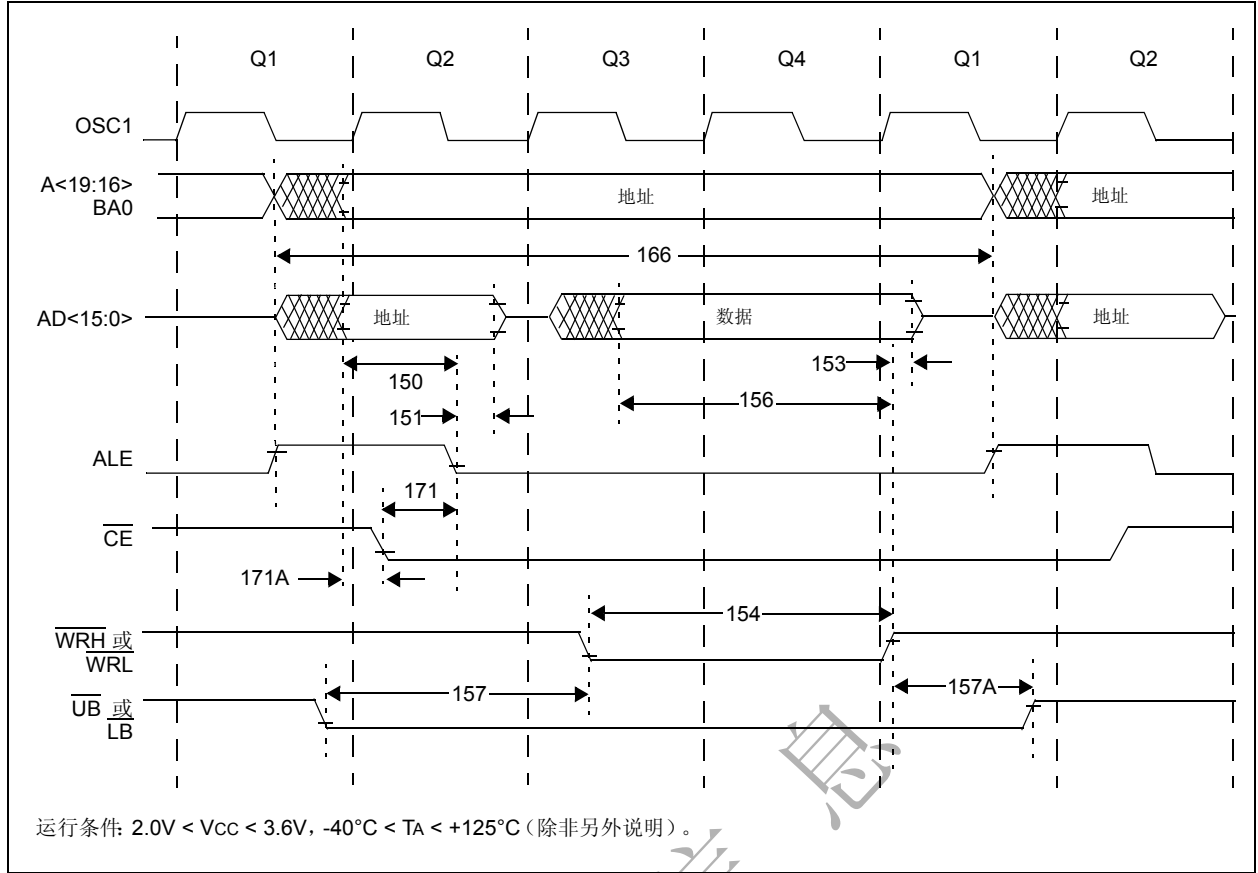 Q1 Q2 Q3 Q4 Q1 Q2
OSC1
A<19:16>
BA0
地址 地址
166
AD<15:0>
地址 数据 地址
150
153
151
156
ALE
171
CE
171A
154
WRH 或
WRL
157
157A
UB 或
LB
息
运行条件: 2.0V < VCC < 3.6V，-40°C < TA < +125°C（除非另外说明）。